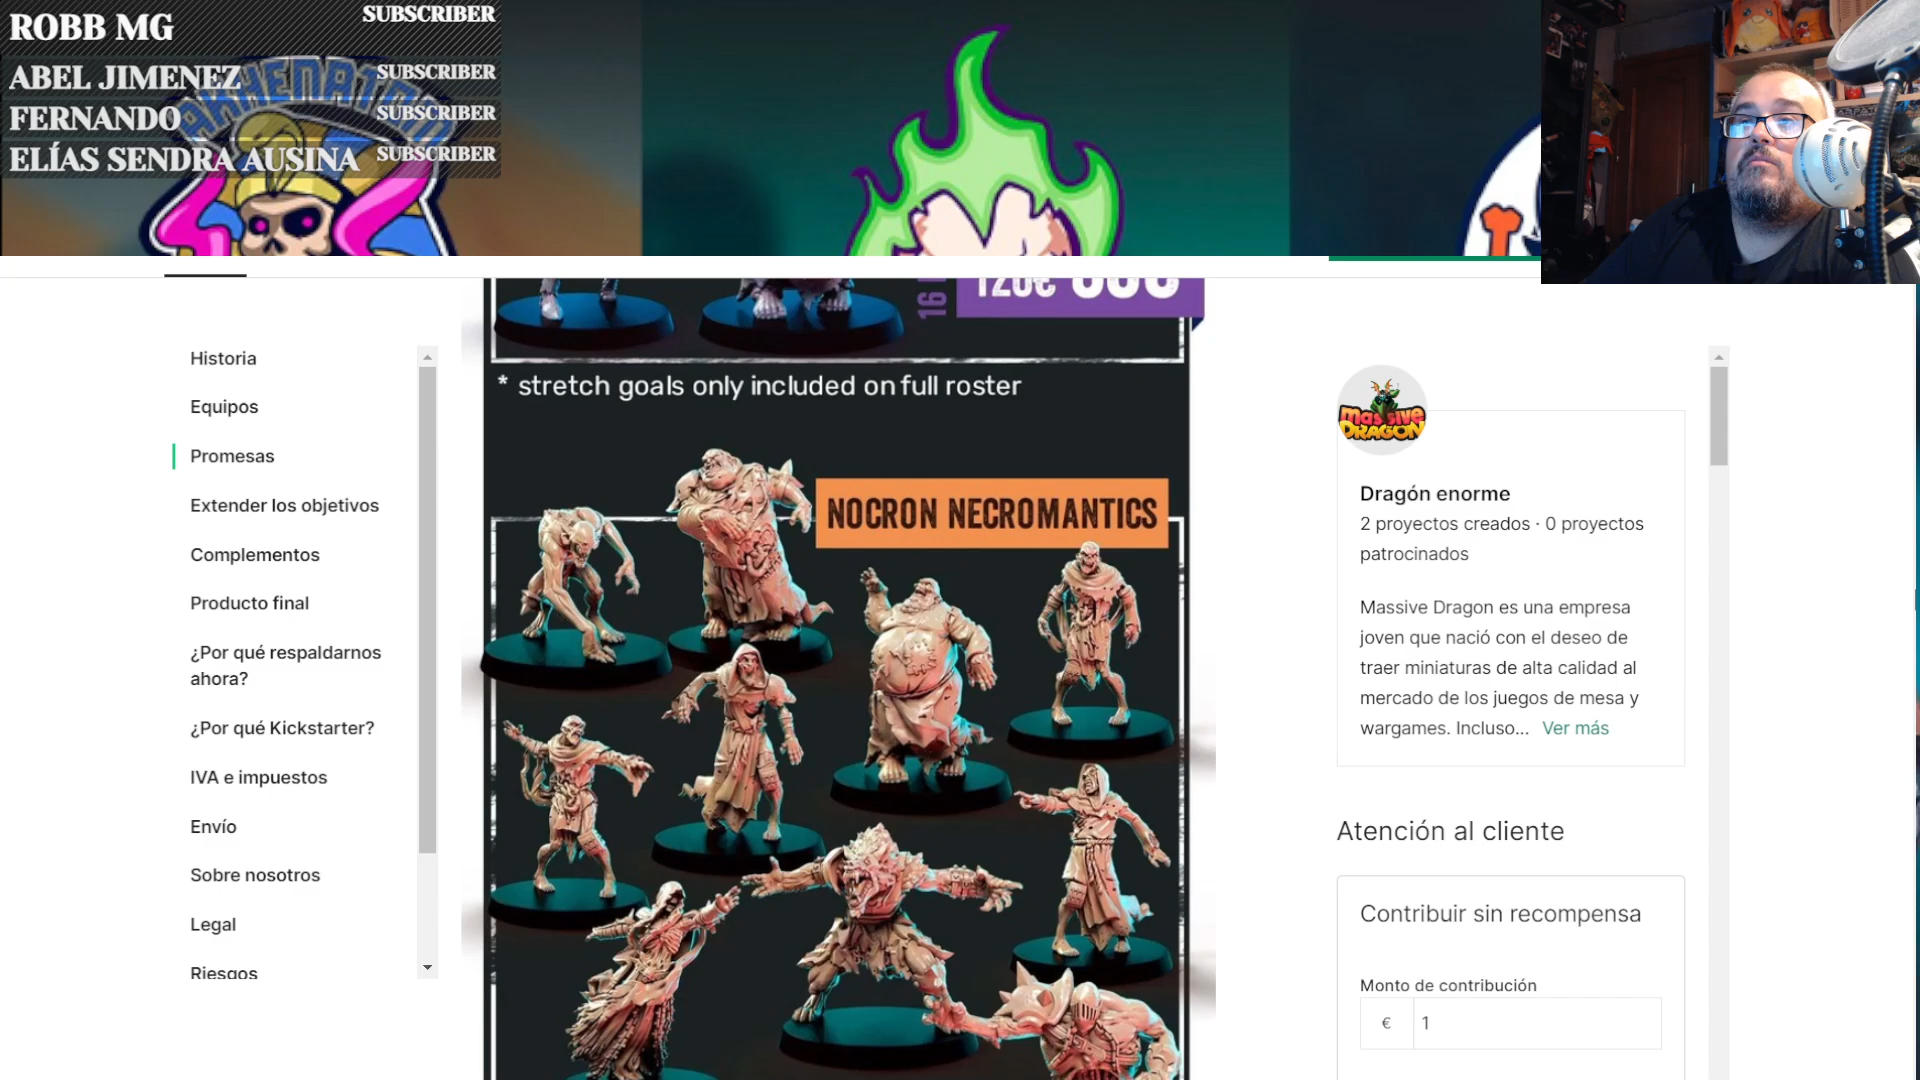 ROBB MG
SUBSCRIBER
ABEL JIMENEZ
SUBSCRIBER
FERNANDO
SUBSCRIBER
ELÍAS SENDRA AUSINA
SUBSCRIBER
AKHENATON
16
120€
* stretch goals only included on full roster
NOCRON NECROMANTICS
Historia
Equipos
Promesas
Extender los objetivos
Complementos
Producto final
¿Por qué respaldarnos
ahora?
¿Por qué Kickstarter?
IVA e impuestos
Envío
Sobre nosotros
Legal
Riesgos
MASSIVE
DRAGON
Dragón enorme
2 proyectos creados · 0 proyectos
patrocinados
Massive Dragon es una empresa
joven que nació con el deseo de
traer miniaturas de alta calidad al
mercado de los juegos de mesa y
wargames. Incluso... Ver más
Atención al cliente
Contribuir sin recompensa
Monto de contribución
€ 1